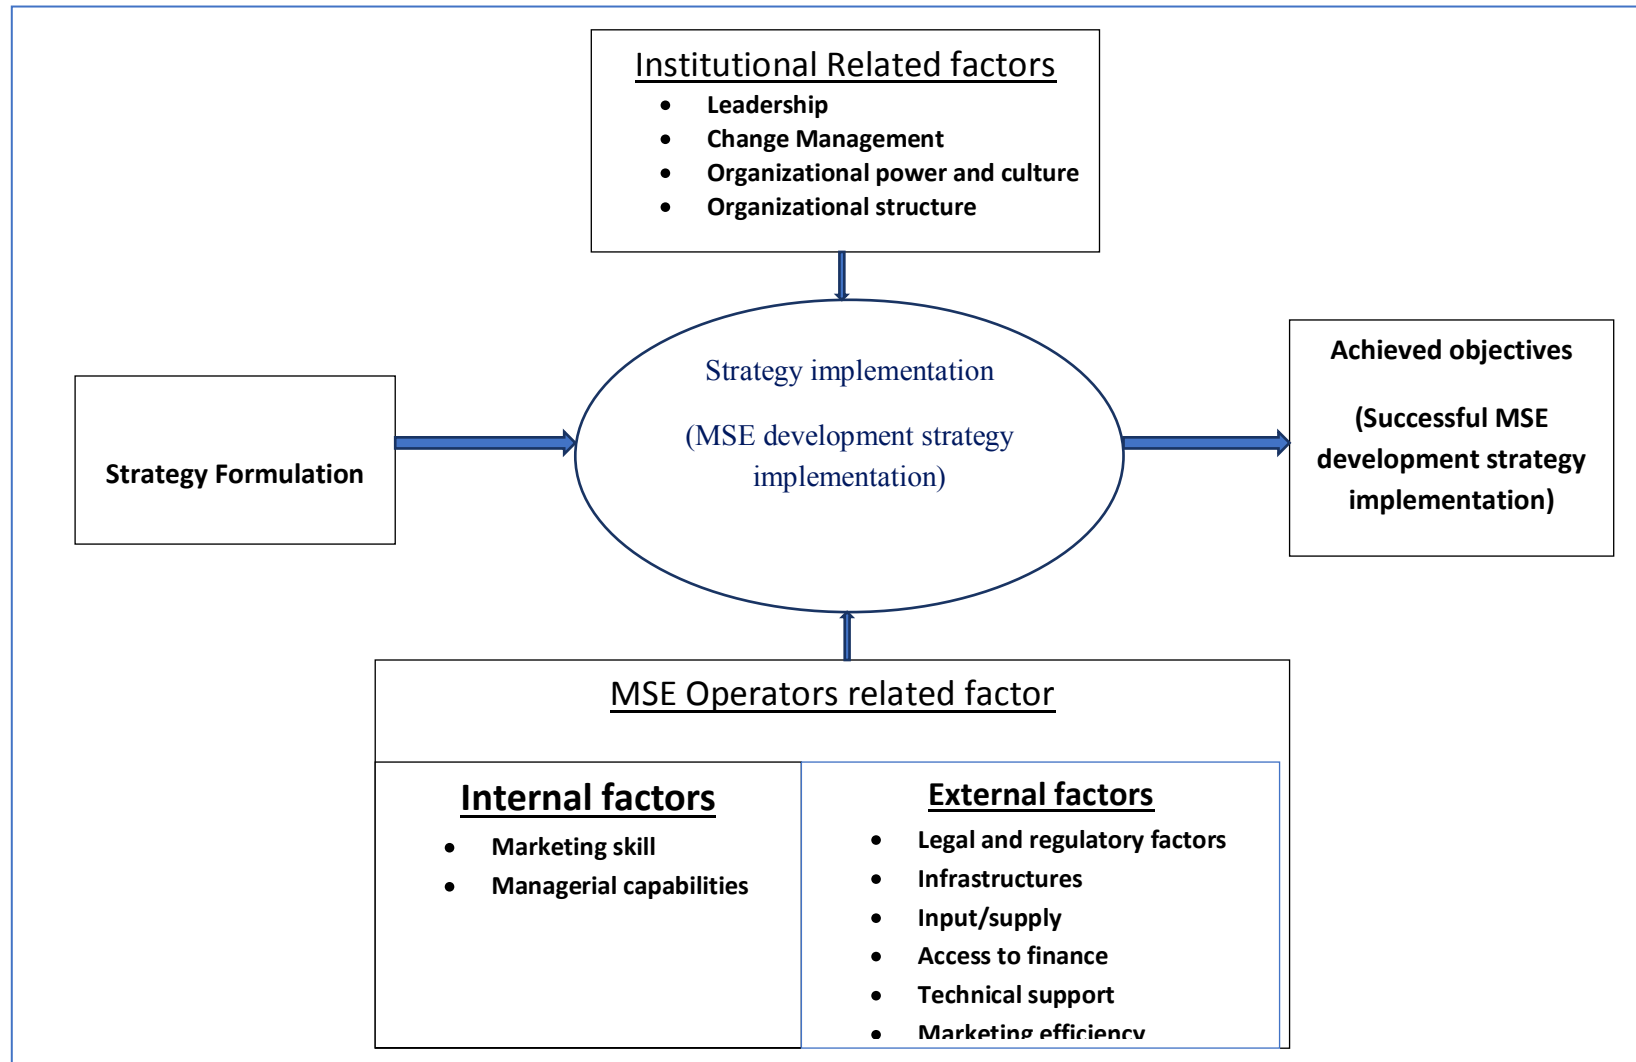 Institutional Related factors
• Leadership
• Change Management
• Organizational power and culture
• Organizational structure
Strategy Formulation
Strategy implementation
(MSE development strategy
implementation)
Achieved objectives
(Successful MSE
development strategy
implementation)
MSE Operators related factor
Internal factors
• Marketing skill
• Managerial capabilities
External factors
• Legal and regulatory factors
• Infrastructures
• Input/supply
• Access to finance
• Technical support
• Marketing efficiency